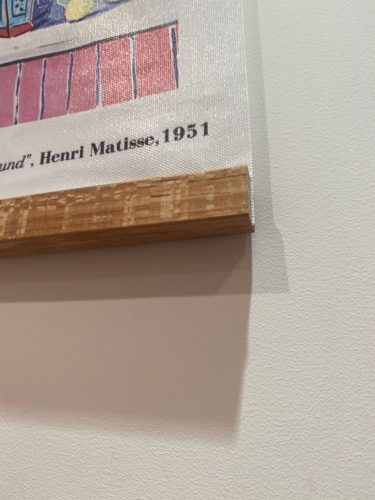 und", Henri Matisse, 1951